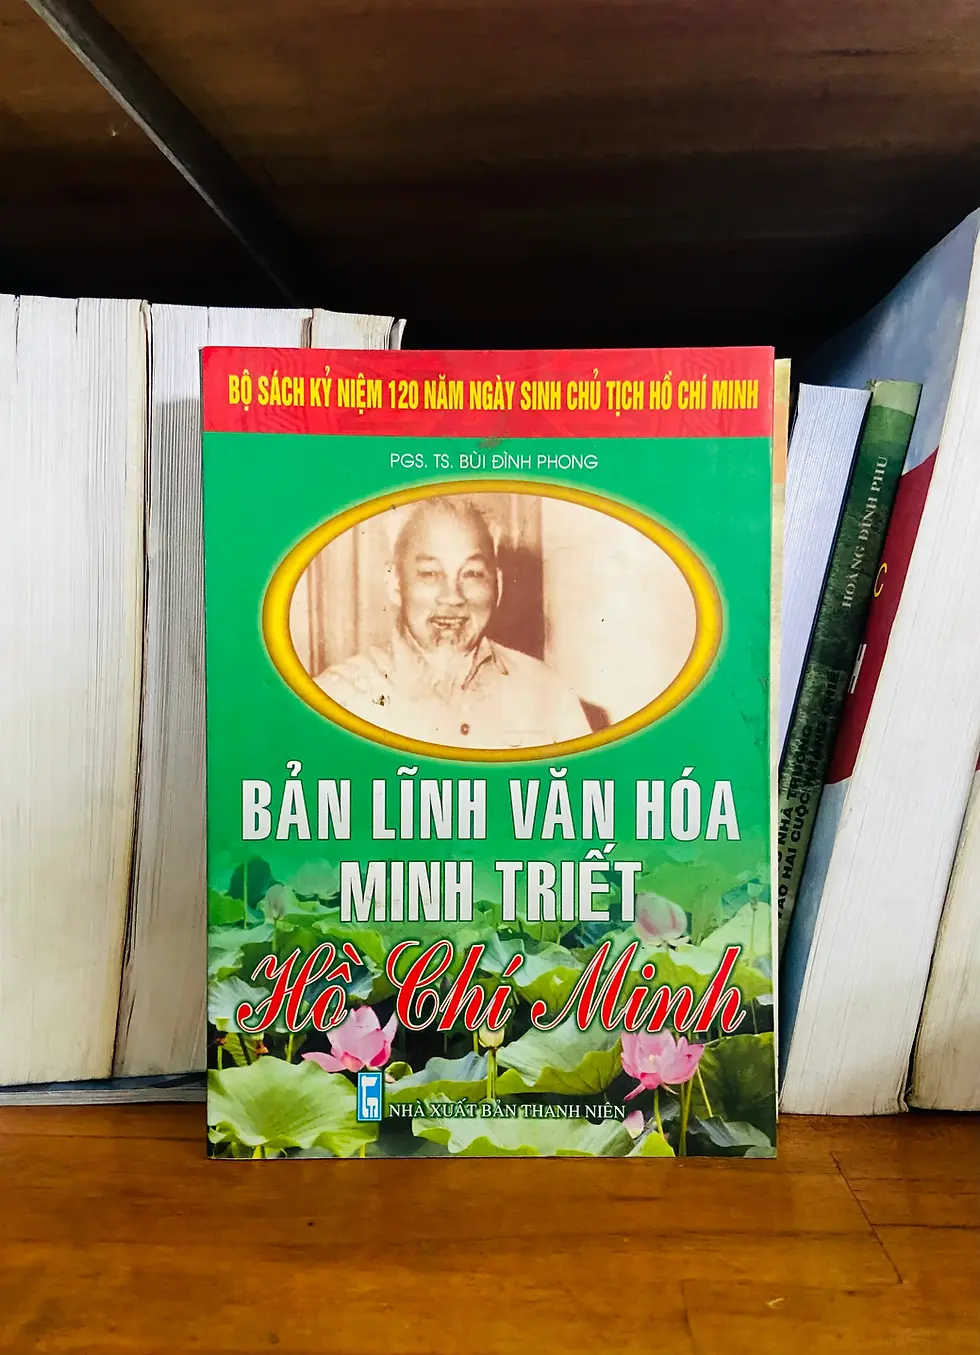 BỘ SÁCH KỶ NIỆM 120 NĂM NGÀY SINH CHỦ TỊCH HỒ CHÍ MINH
PGS. TS. BÙI ĐÌNH PHONG
BẢN LĨNH VĂN HÓA
MINH TRIẾT
Hồ Chí Minh
NHÀ XUẤT BẢN THANH NIÊN
HOÀNG ĐÌNH PHU